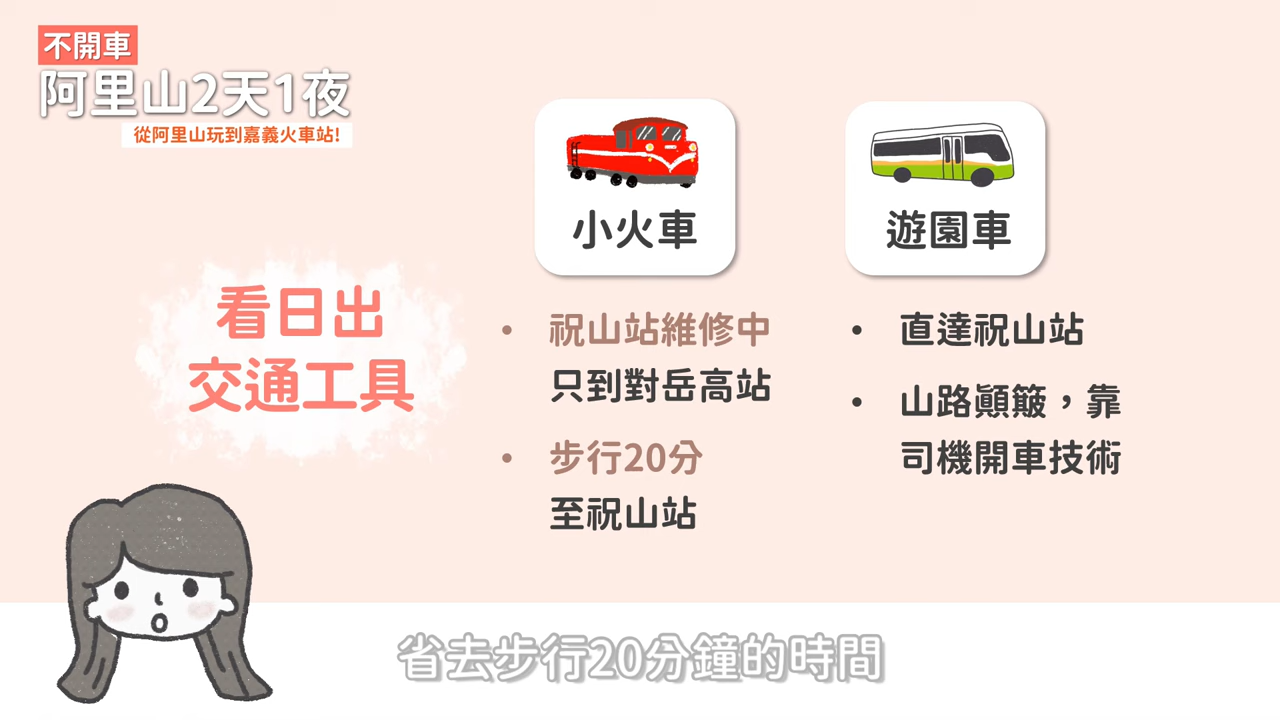 不開車
阿里山2天1夜
從阿里山玩到嘉義火車站!
看日出
交通工具
小火車
• 祝山站維修中
只到對岳高站
• 步行20分
至祝山站
遊園車
• 直達祝山站
• 山路顚簸，靠
司機開車技術
省去步行20分鐘的時間